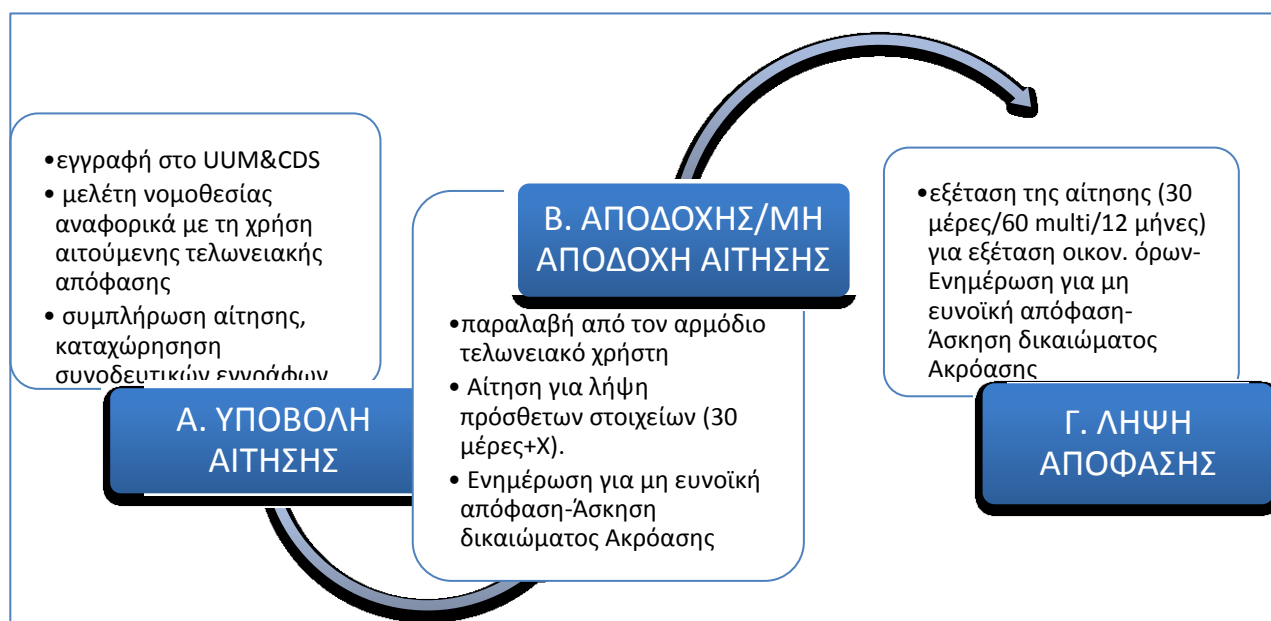 •εγγραφή στο UUM&CDS
• μελέτη νομοθεσίας
αναφορικά με τη χρήση
αιτούμενης τελωνειακής
απόφασης
• συμπλήρωση αίτησης,
καταχώρησηση
συνοδευτικών εγγράφων
Α. ΥΠΟΒΟΛΗ
ΑΙΤΗΣΗΣ
Β. ΑΠΟΔΟΧΗΣ/ΜΗ
ΑΠΟΔΟΧΗ ΑΙΤΗΣΗΣ
•παραλαβή από τον αρμόδιο
τελωνειακό χρήστη
• Αίτηση για λήψη
πρόσθετων στοιχείων (30
μέρες+Χ).
• Ενημέρωση για μη ευνοϊκή
απόφαση-Άσκηση
δικαιώματος Ακρόασης
•εξέταση της αίτησης (30
μέρες/60 multi/12 μήνες)
για εξέταση οικον. όρων-
Ενημέρωση για μη
ευνοϊκή απόφαση-
Άσκηση δικαιώματος
Ακρόασης
Γ. ΛΗΨΗ
ΑΠΟΦΑΣΗΣ